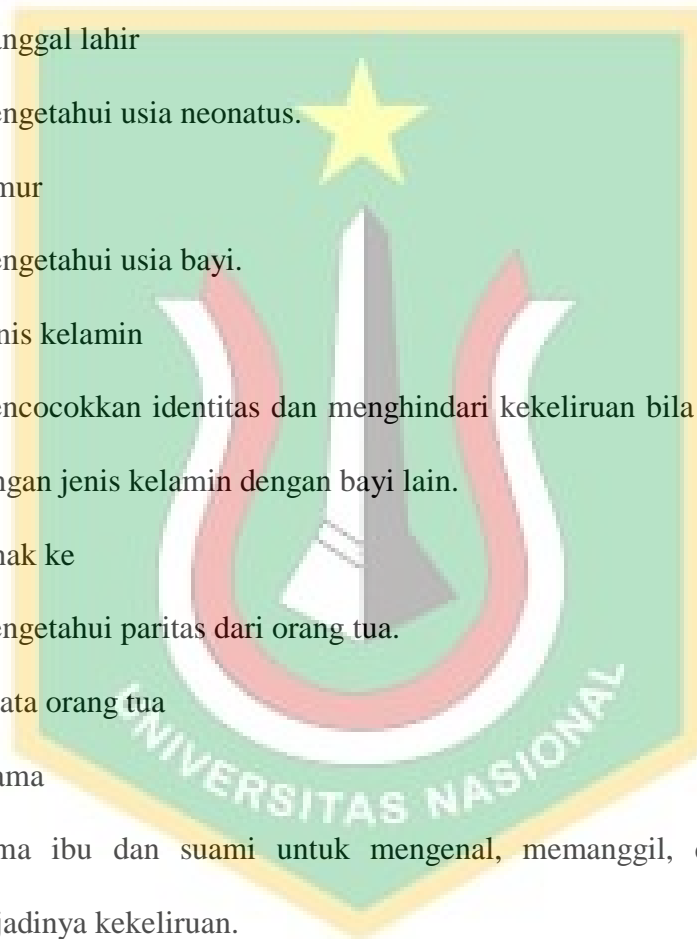 anggal lahir
engetahui usia neonatus.
mur
engetahui usia bayi.
nis kelamin
encocokkan identitas dan menghindari kekeliruan bila
ngan jenis kelamin dengan bayi lain.
nak ke
engetahui paritas dari orang tua.
ata orang tua
ama
ma ibu dan suami untuk mengenal, memanggil,
jadinya kekeliruan.
UNIVERSITAS NASIONAL